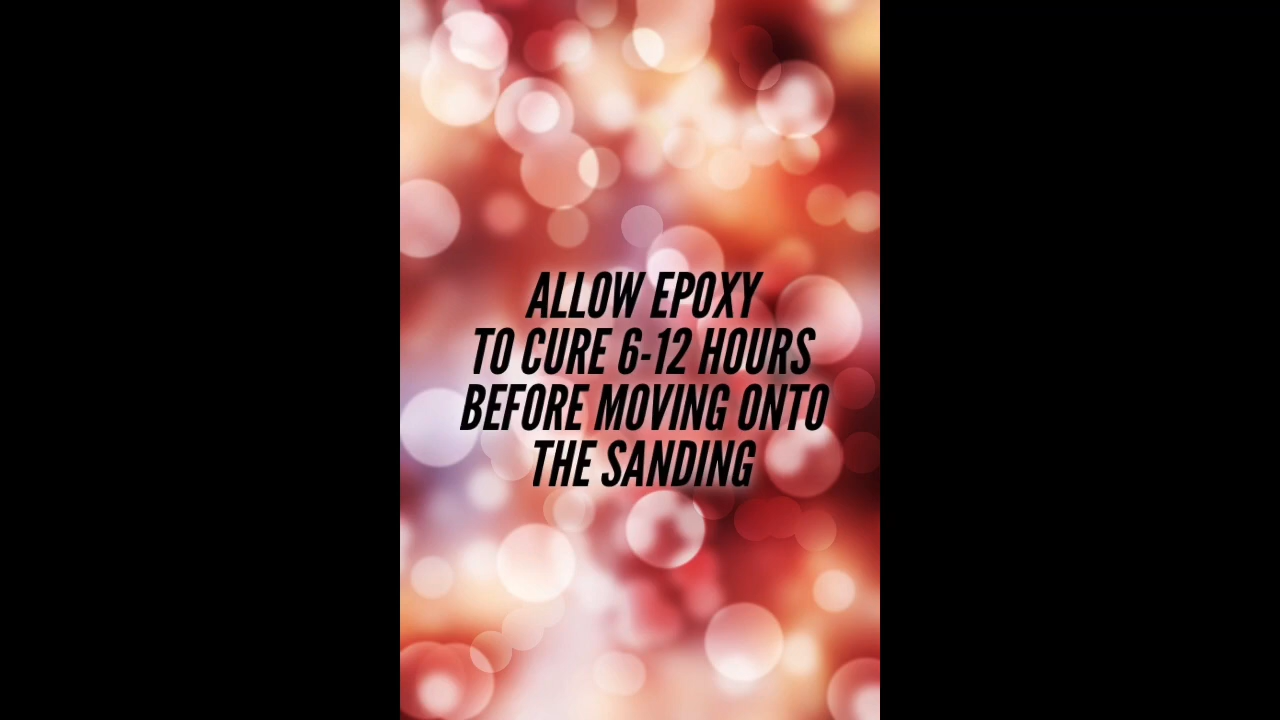 ALLOW EPOXY
TO CURE 6-12 HOURS
BEFORE MOVING ONTO
THE SANDING